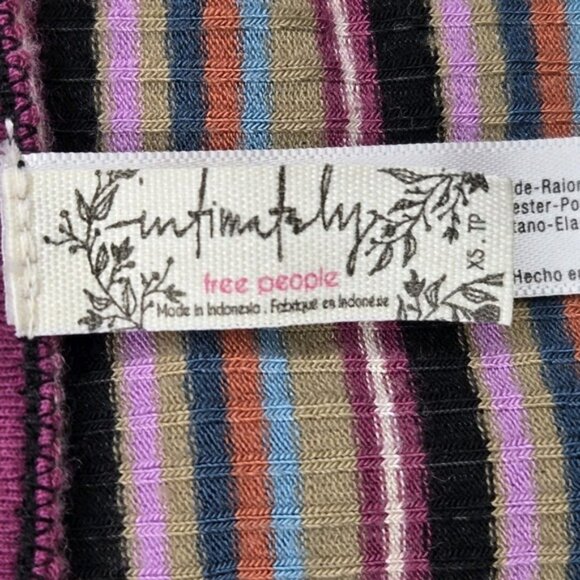 intimately
free people
Made in Indonesia . Fabriqué en Indonésie
XS . TP
de-Raion
ester-Po
tano-Ela
Hecho e